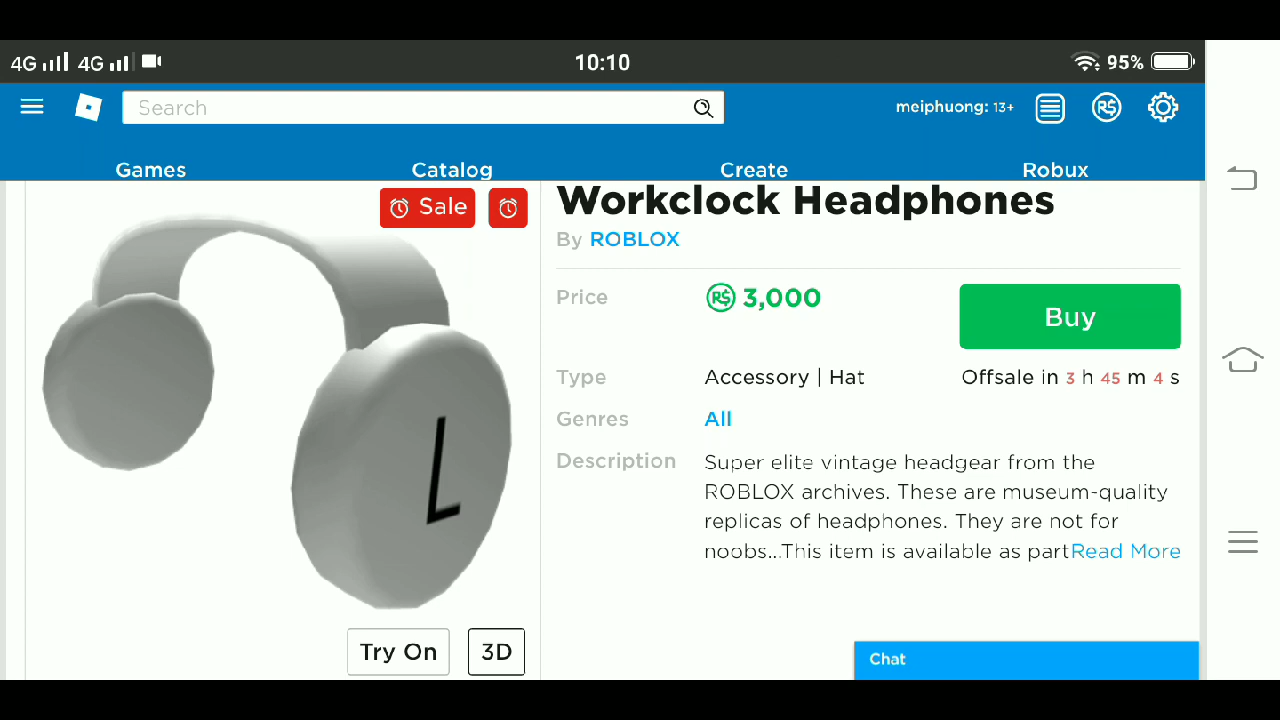 4G 4G 10:10 95%
Search meiphuong: 13+ R$
Games Catalog Create Robux
Sale
Workclock Headphones
By ROBLOX
Price R$ 3,000 Buy
Type Accessory | Hat Offsale in 3 h 45 m 4 s
Genres All
Description Super elite vintage headgear from the
ROBLOX archives. These are museum-quality
replicas of headphones. They are not for
noobs...This item is available as part Read More
L
Try On 3D
Chat